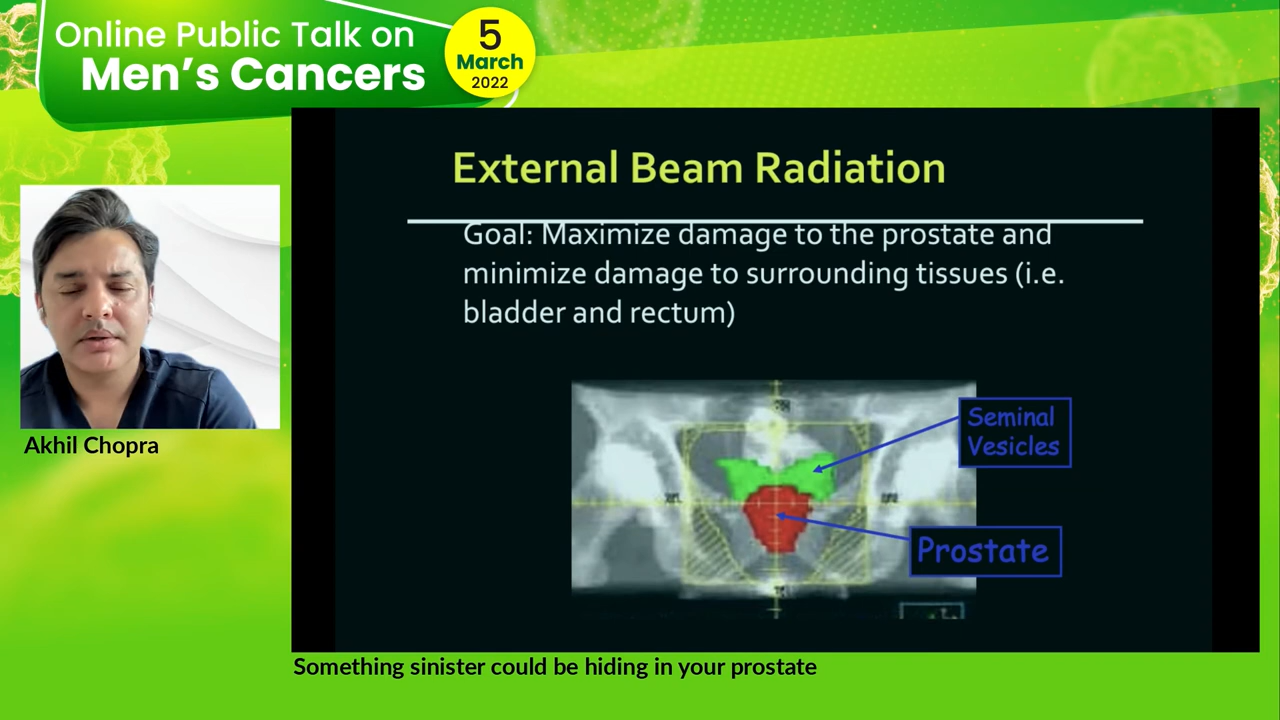 Online Public Talk on
Men's Cancers
5
March
2022
External Beam Radiation
Goal: Maximize damage to the prostate and
minimize damage to surrounding tissues (i.e.
bladder and rectum)
Seminal
Vesicles
Prostate
Akhil Chopra
Something sinister could be hiding in your prostate